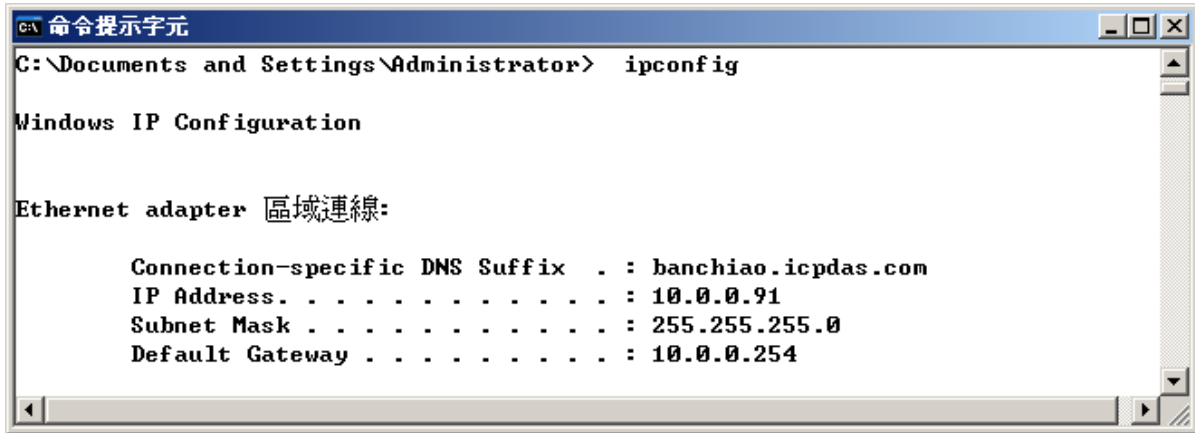 命令提示字元
C:\Documents and Settings\Administrator>  ipconfig
Windows IP Configuration
Ethernet adapter 區域連線:
Connection-specific DNS Suffix  . : banchiao.icpdas.com
IP Address. . . . . . . . . . . . : 10.0.0.91
Subnet Mask . . . . . . . . . . . : 255.255.255.0
Default Gateway . . . . . . . . . : 10.0.0.254